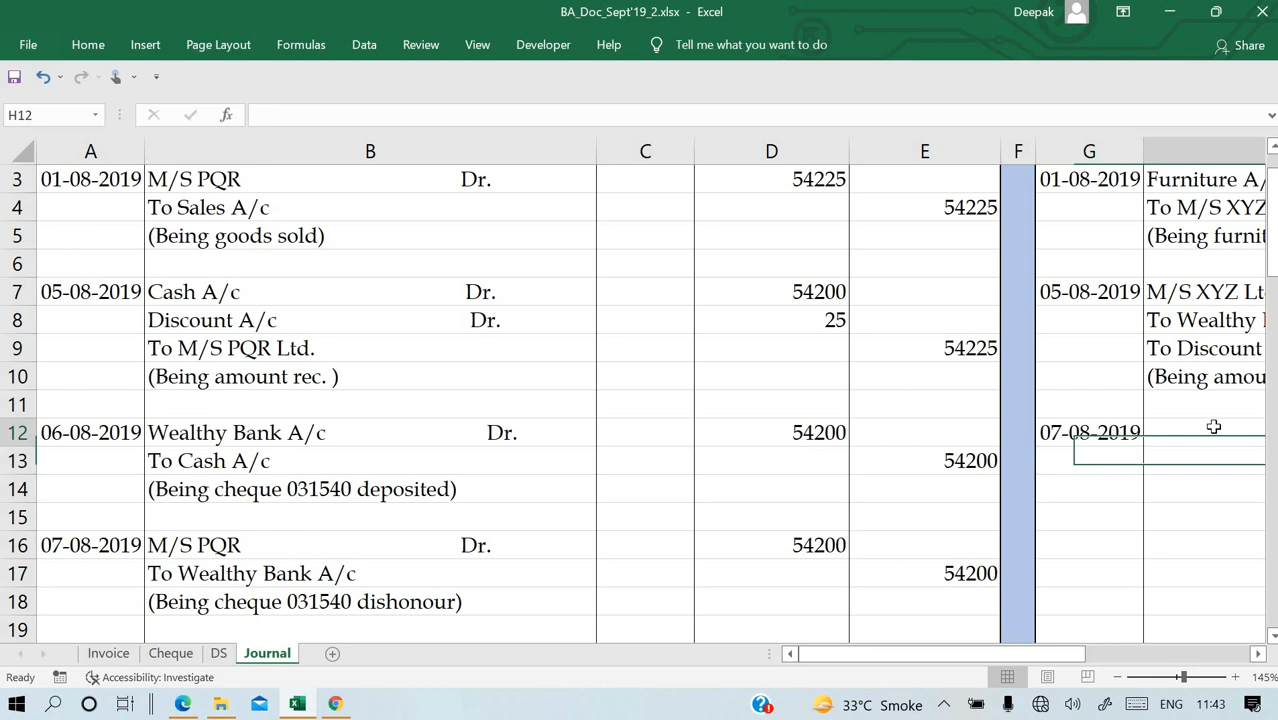 BA_Doc_Sept'19_2.xlsx - Excel
Deepak
File Home Insert Page Layout Formulas Data Review View Developer Help Tell me what you want to do Share
H12 fx
A B C D E F G
3 01-08-2019 M/S PQR Dr. 54225 01-08-2019 Furniture A/
4 To Sales A/c 54225 To M/S XYZ
5 (Being goods sold) (Being furnit
6
7 05-08-2019 Cash A/c Dr. 54200 05-08-2019 M/S XYZ Lt
8 Discount A/c Dr. 25 To Wealthy
9 To M/S PQR Ltd. 54225 To Discount
10 (Being amount rec. ) (Being amou
11
12 06-08-2019 Wealthy Bank A/c Dr. 54200 07-08-2019
13 To Cash A/c 54200
14 (Being cheque 031540 deposited)
15
16 07-08-2019 M/S PQR Dr. 54200
17 To Wealthy Bank A/c 54200
18 (Being cheque 031540 dishonour)
19
Invoice Cheque DS Journal
Ready Accessibility: Investigate 145%
33°C Smoke ENG 11:43